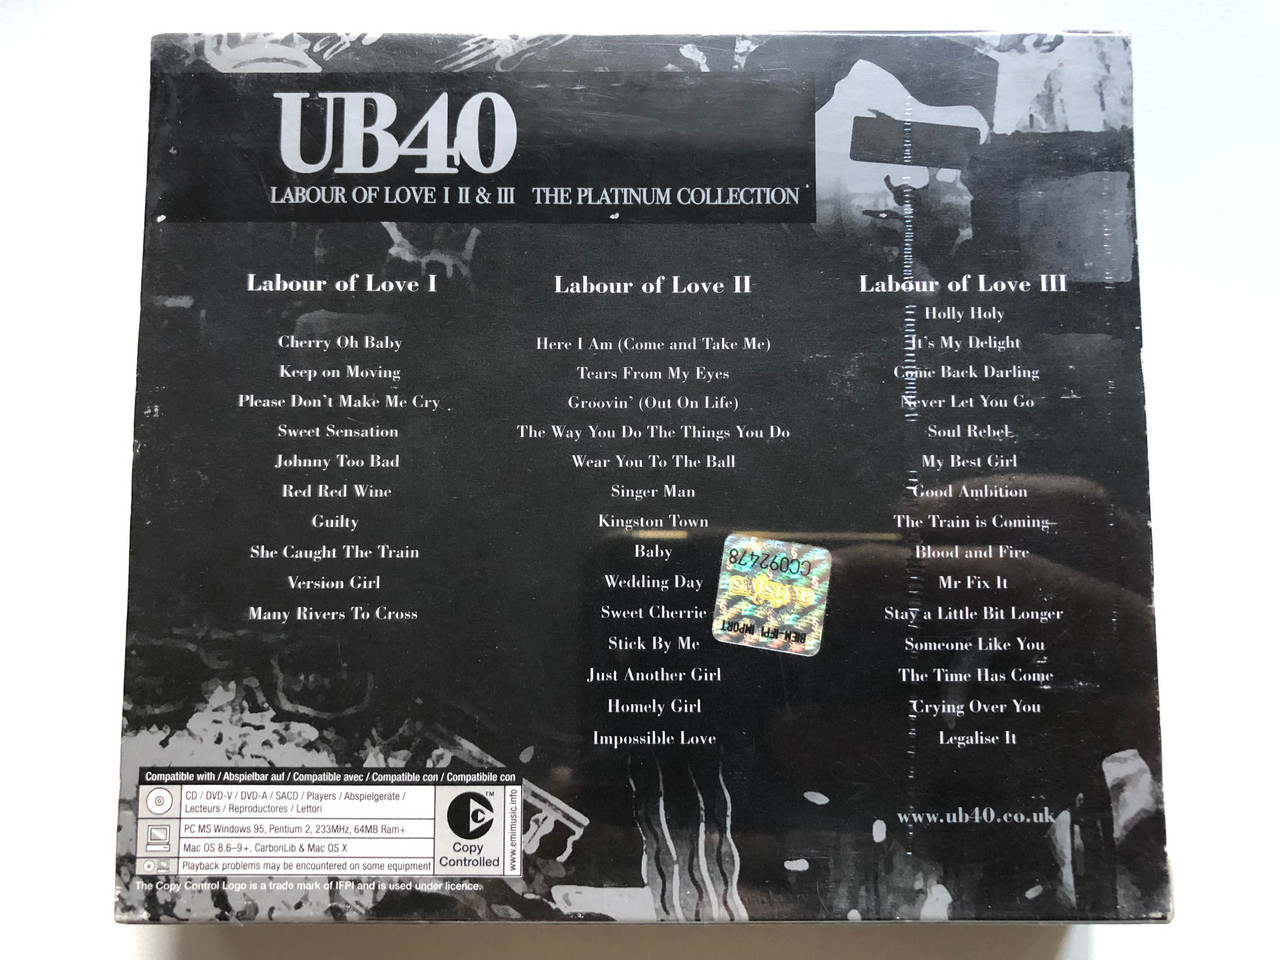 UB40
LABOUR OF LOVE I II & III THE PLATINUM COLLECTION
Labour of Love I
Cherry Oh Baby
Keep on Moving
Please Don't Make Me Cry
Sweet Sensation
Johnny Too Bad
Red Red Wine
Guilty
She Caught The Train
Version Girl
Many Rivers To Cross
Labour of Love II
Here I Am (Come and Take Me)
Tears From My Eyes
Groovin' (Out On Life)
The Way You Do The Things You Do
Wear You To The Ball
Singer Man
Kingston Town
Baby
Wedding Day
Sweet Cherrie
Stick By Me
Just Another Girl
Homely Girl
Impossible Love
Labour of Love III
Holly Holy
It's My Delight
Come Back Darling
Never Let You Go
Soul Rebel
My Best Girl
Good Ambition
The Train is Coming
Blood and Fire
Mr Fix It
Stay a Little Bit Longer
Someone Like You
The Time Has Come
Crying Over You
Legalise It
www.ub40.co.uk
CC092478
BIEM-IFPI IMPORT
Compatible with / Abspielbar auf / Compatible avec / Compatible con / Compatibile con
CD / DVD-V / DVD-A / SACD / Players / Abspielgeräte /
Lecteurs / Reproductores / Lettori
PC MS Windows 95, Pentium 2, 233MHz, 64MB Ram+
Mac OS 8.6–9+, CarbonLib & Mac OS X
Playback problems may be encountered on some equipment
TM
Copy
Controlled
www.emimusic.info
The Copy Control Logo is a trade mark of IFPI and is used under licence.